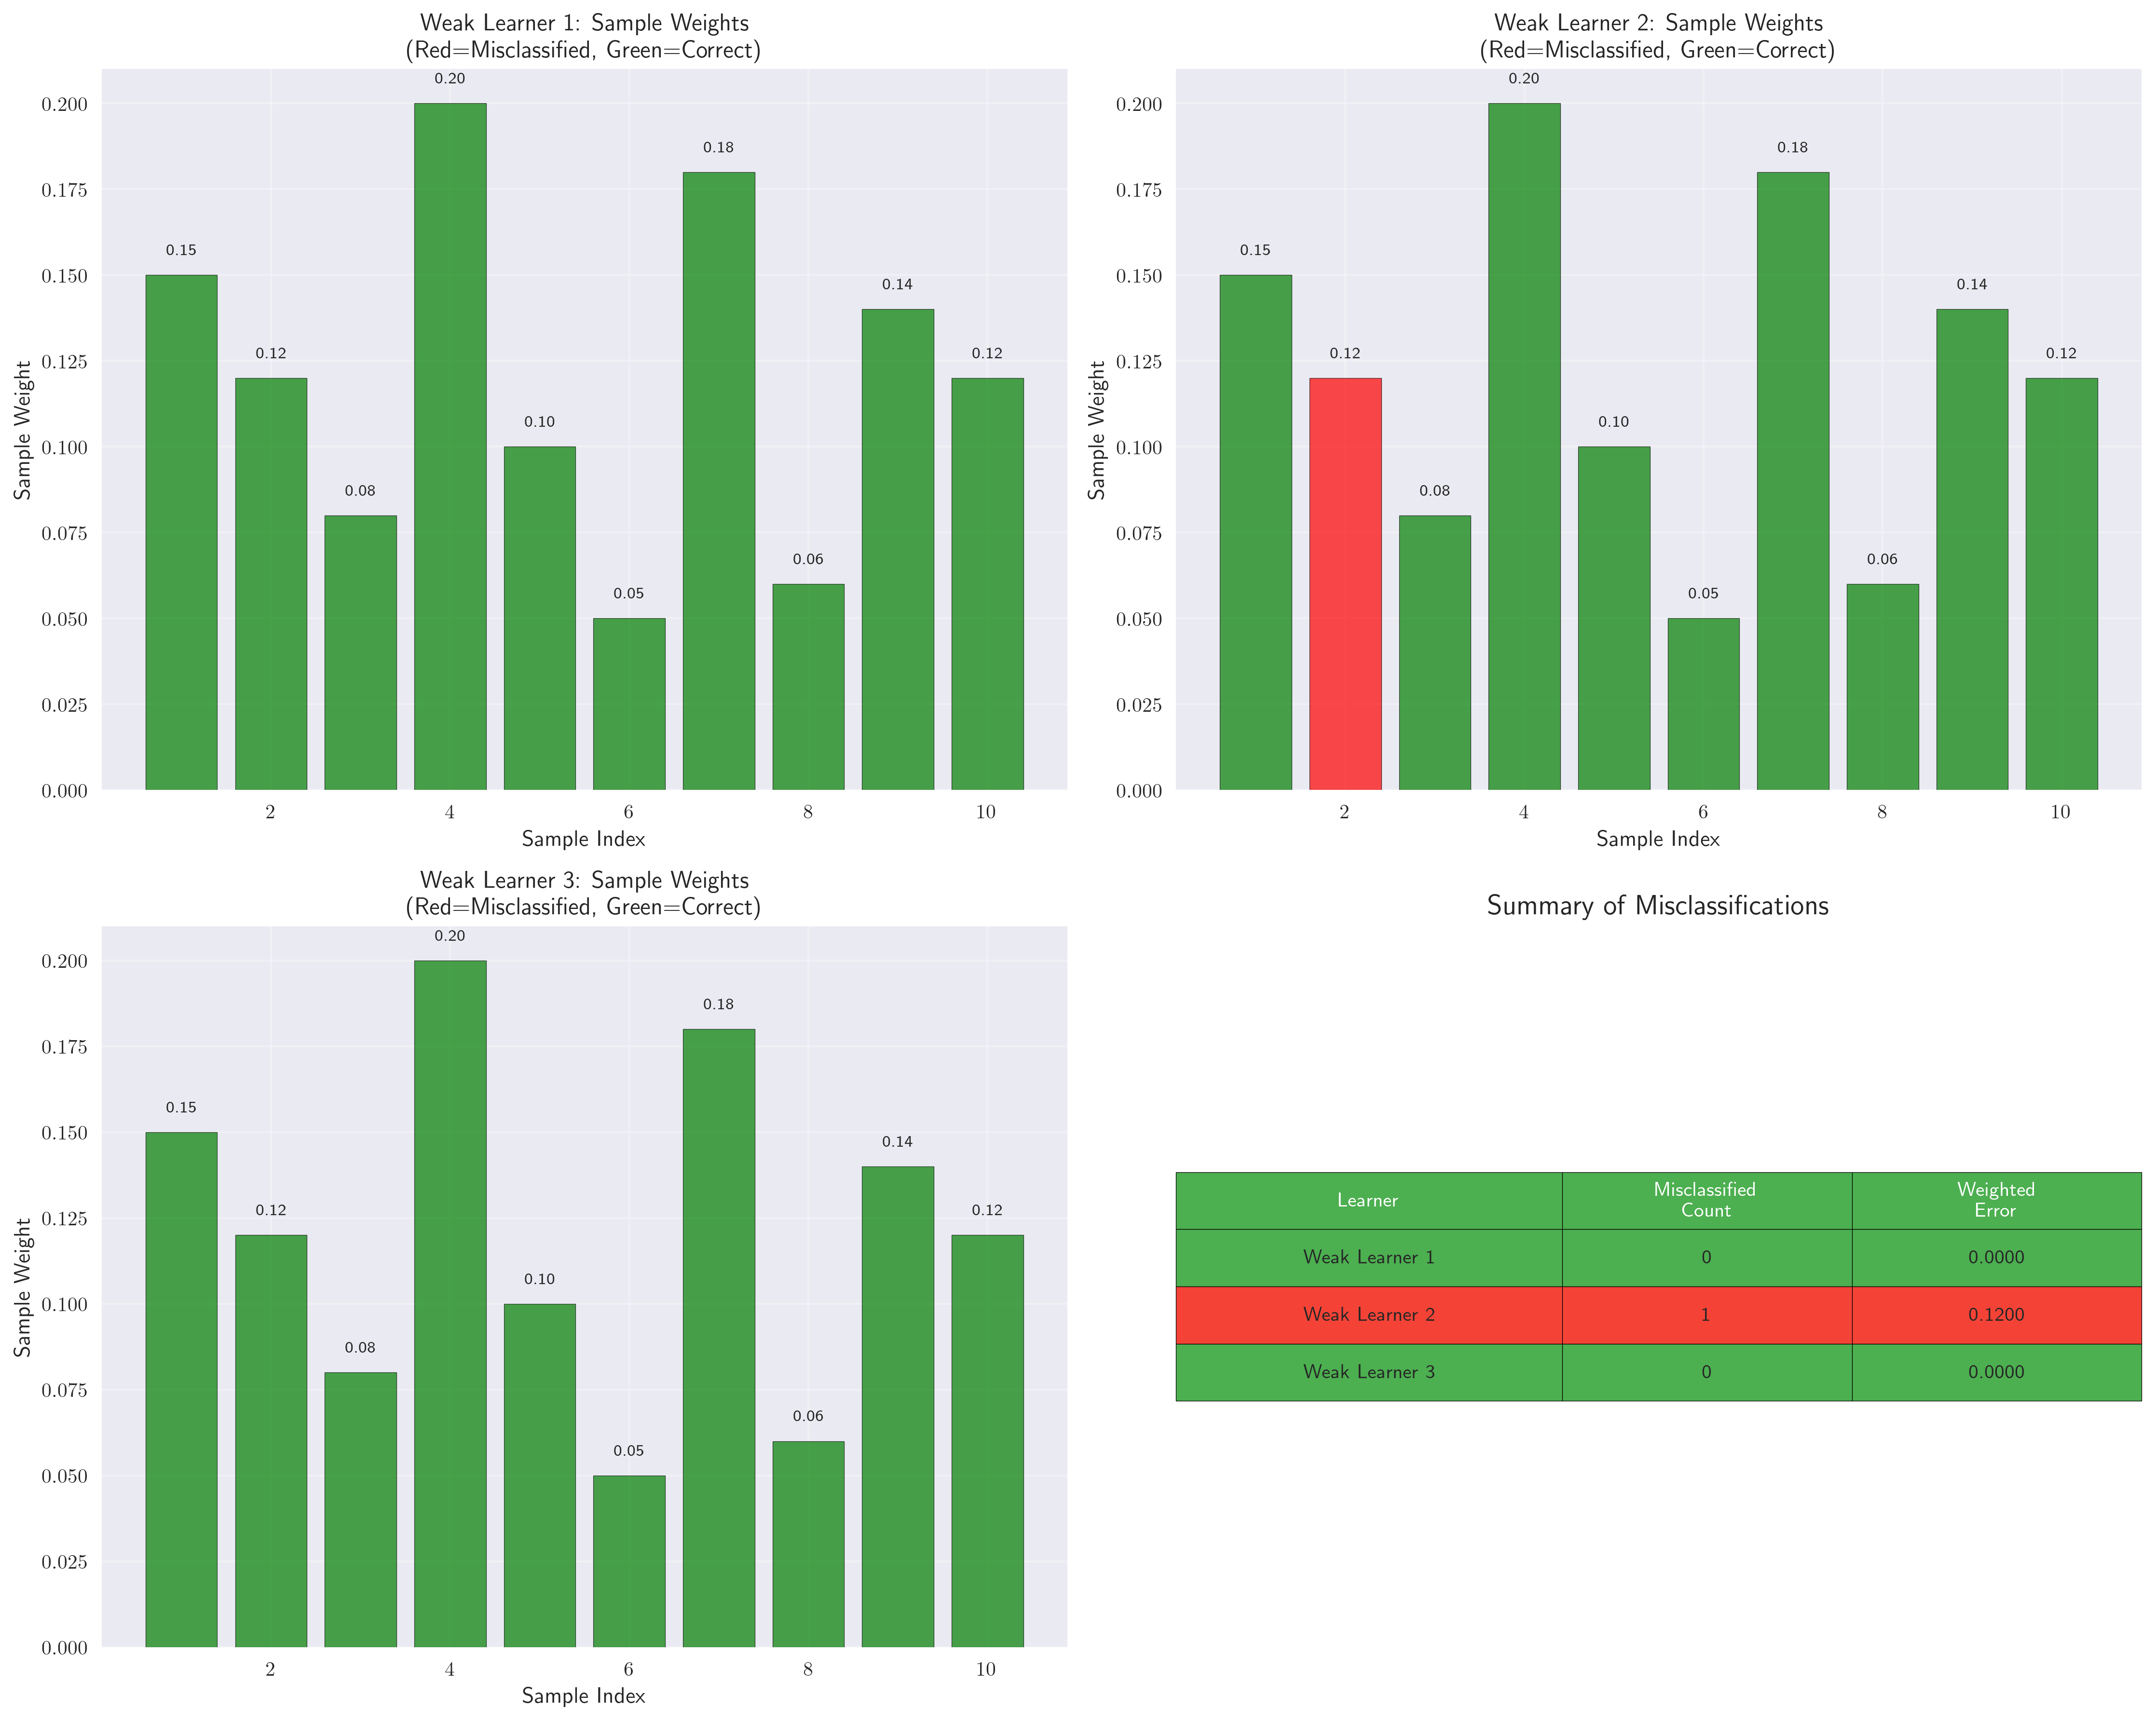 Weak Learner 1: Sample Weights
(Red=Misclassified, Green=Correct)
Sample Weight
0.200
0.175
0.150
0.125
0.100
0.075
0.050
0.025
0.000
0.15
0.12
0.08
0.20
0.10
0.05
0.18
0.06
0.14
0.12
2 4 6 8 10
Sample Index
Weak Learner 2: Sample Weights
(Red=Misclassified, Green=Correct)
Sample Weight
0.200
0.175
0.150
0.125
0.100
0.075
0.050
0.025
0.000
0.15
0.12
0.08
0.20
0.10
0.05
0.18
0.06
0.14
0.12
2 4 6 8 10
Sample Index
Weak Learner 3: Sample Weights
(Red=Misclassified, Green=Correct)
Sample Weight
0.200
0.175
0.150
0.125
0.100
0.075
0.050
0.025
0.000
0.15
0.12
0.08
0.20
0.10
0.05
0.18
0.06
0.14
0.12
2 4 6 8 10
Sample Index
Summary of Misclassifications
Learner Misclassified Count Weighted Error
Weak Learner 1 0 0.0000
Weak Learner 2 1 0.1200
Weak Learner 3 0 0.0000